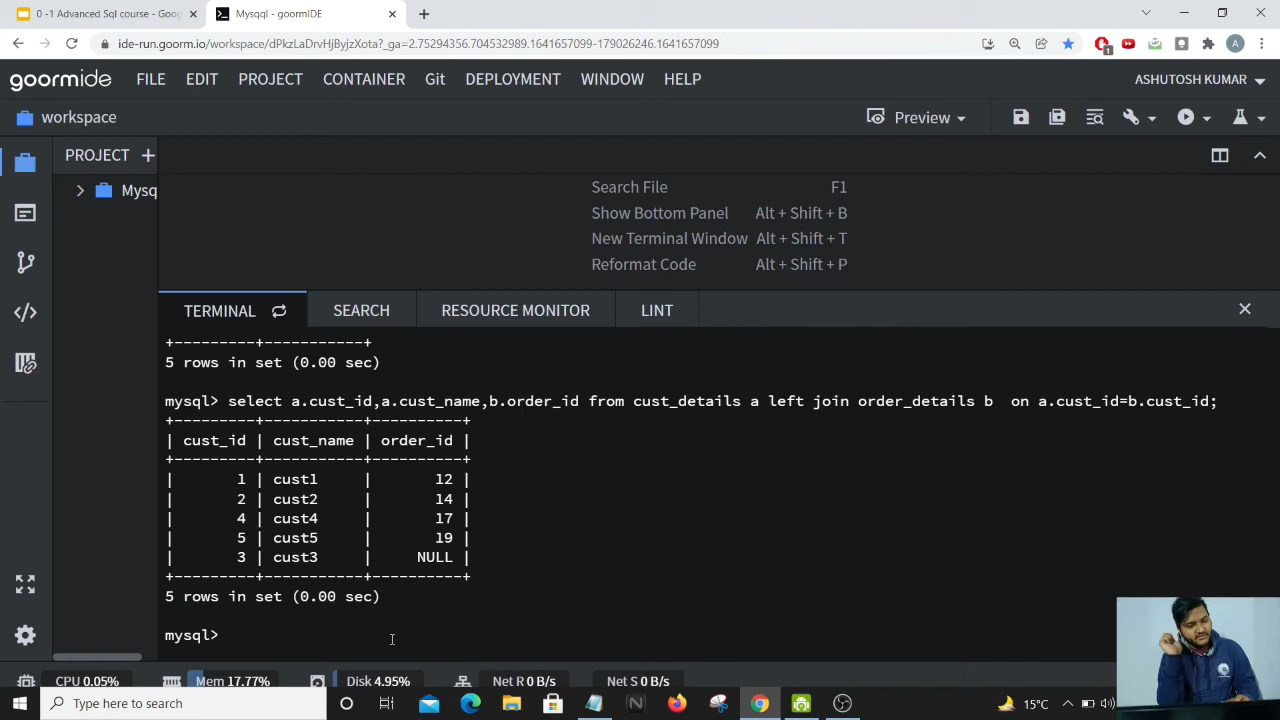 0 -1 Advanced Sql course - Goog
Mysqql - goormIDE
ide-run.goorm.io/workspace/dPkzLaDrvHjByjzXota?_ga=2.75294356.704532589.1641657099-179026246.1641657099
1
A
goormide FILE EDIT PROJECT CONTAINER Git DEPLOYMENT WINDOW HELP ASHUTOSH KUMAR
workspace
Preview
PROJECT +
Mysq
Search File F1
Show Bottom Panel Alt + Shift + B
New Terminal Window Alt + Shift + T
Reformat Code Alt + Shift + P
TERMINAL SEARCH RESOURCE MONITOR LINT
+---------+-----------+
5 rows in set (0.00 sec)
mysql> select a.cust_id,a.cust_name,b.order_id from cust_details a left join order_details b  on a.cust_id=b.cust_id;
+---------+-----------+----------+
| cust_id | cust_name | order_id |
+---------+-----------+----------+
|       1 | cust1     |       12 |
|       2 | cust2     |       14 |
|       4 | cust4     |       17 |
|       5 | cust5     |       19 |
|       3 | cust3     |     NULL |
+---------+-----------+----------+
5 rows in set (0.00 sec)
mysql>
CPU 0.05% Mem 17.77% Disk 4.95% Net R 0 B/s Net S 0 B/s
Type here to search
15°C